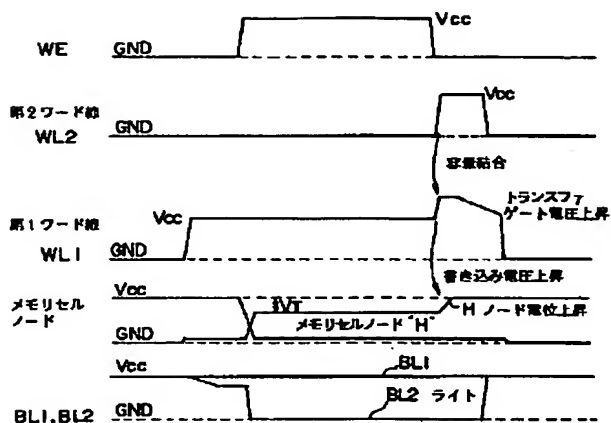 WE
GND
Vcc
第2ワード線
WL2
GND
Vcc
容量結合
第1ワード線
WL1
Vcc
GND
トランスファ
ゲート電圧上昇
書き込み電圧上昇
メモリセル
ノード
Vcc
GND
VT
メモリセルノード"H"
H ノード電位上昇
BL1,BL2
Vcc
GND
BL1
BL2 ライト